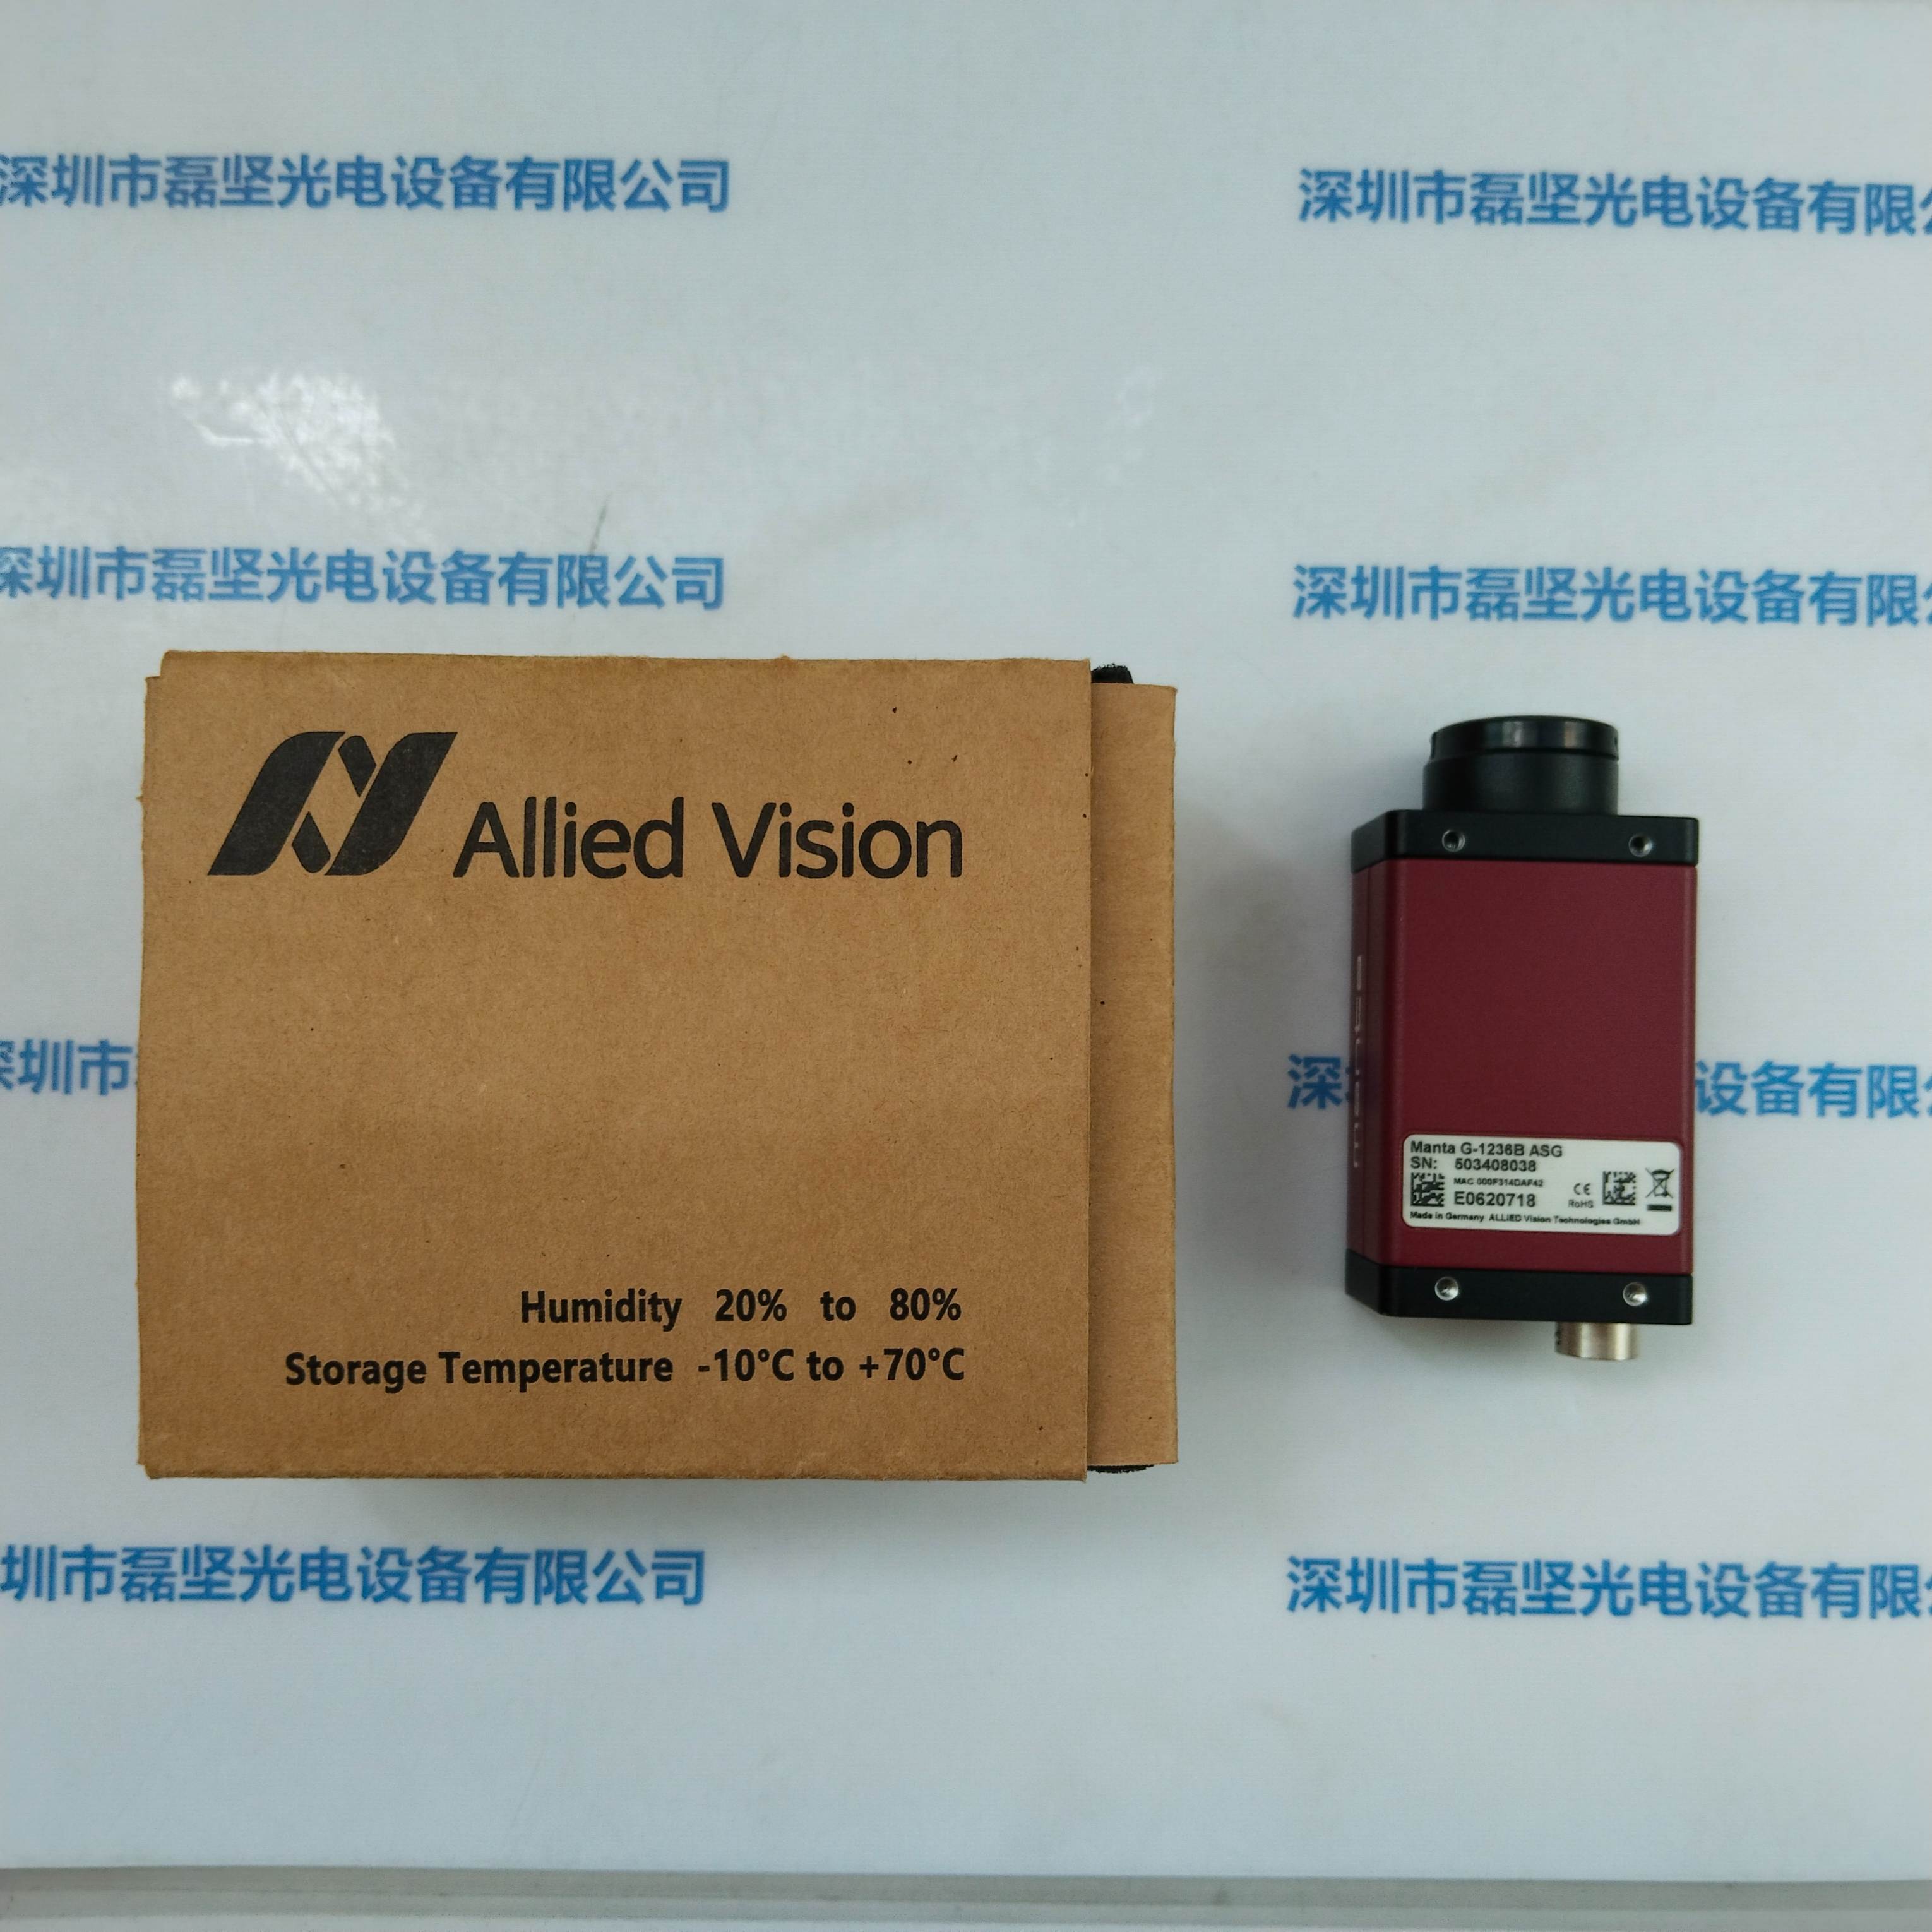 深圳市磊坚光电设备有限公司
深圳市磊坚光电设备有限
深圳市磊坚光电设备有限公司
深圳市磊坚光电设备有限
Allied Vision
Humidity 20% to 80%
Storage Temperature -10°C to +70°C
manta
Manta G-1236B ASG
SN: 503408038
MAC 000F314DAF42
E0620718
CE
RoHS
Made in Germany ALLIED Vision Technologies GmbH
深圳市
设备有限
圳市磊坚光电设备有限公司
深圳市磊坚光电设备有限